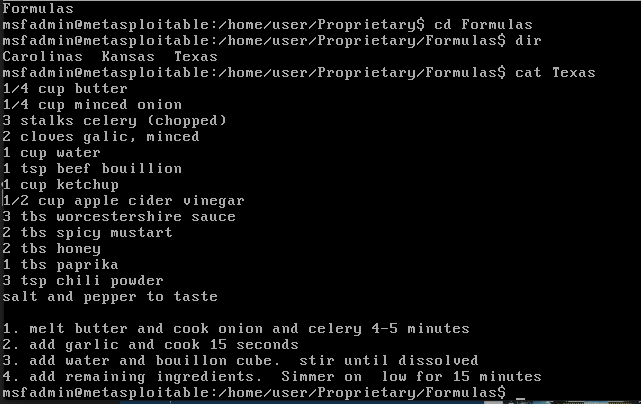 Formulas
msfadmin@metasploitable:/home/user/Proprietary$ cd Formulas
msfadmin@metasploitable:/home/user/Proprietary/Formulas$ dir
Carolinas  Kansas  Texas
msfadmin@metasploitable:/home/user/Proprietary/Formulas$ cat Texas
1/4 cup butter
1/4 cup minced onion
3 stalks celery (chopped)
2 cloves galic, minced
1 cup water
1 tsp beef bouillion
1 cup ketchup
1/2 cup apple cider vinegar
3 tbs worcestershire sauce
2 tbs spicy mustart
2 tbs honey
1 tbs paprika
3 tsp chili powder
salt and pepper to taste

1. melt butter and cook onion and celery 4-5 minutes
2. add garlic and cook 15 seconds
3. add water and bouillon cube.  stir until dissolved
4. add remaining ingredients.  Simmer on  low for 15 minutes
msfadmin@metasploitable:/home/user/Proprietary/Formulas$ _